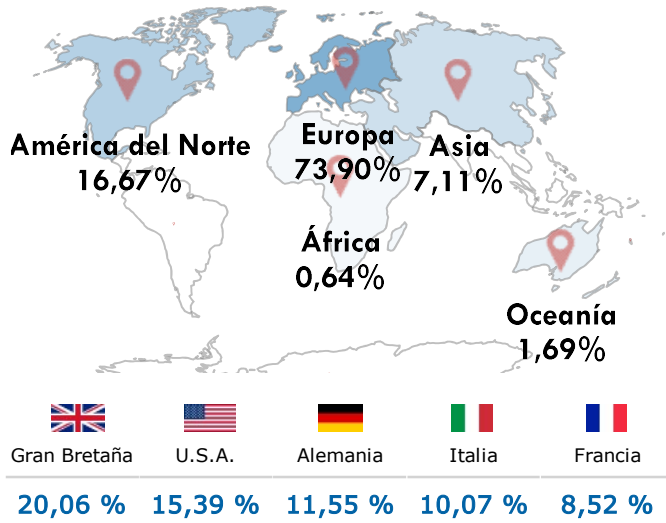 América del Norte
16,67%
Europa
73,90%
Asia
7,11%
África
0,64%
Oceanía
1,69%
Gran Bretaña U.S.A. Alemania Italia Francia
20,06 % 15,39 % 11,55 % 10,07 % 8,52 %